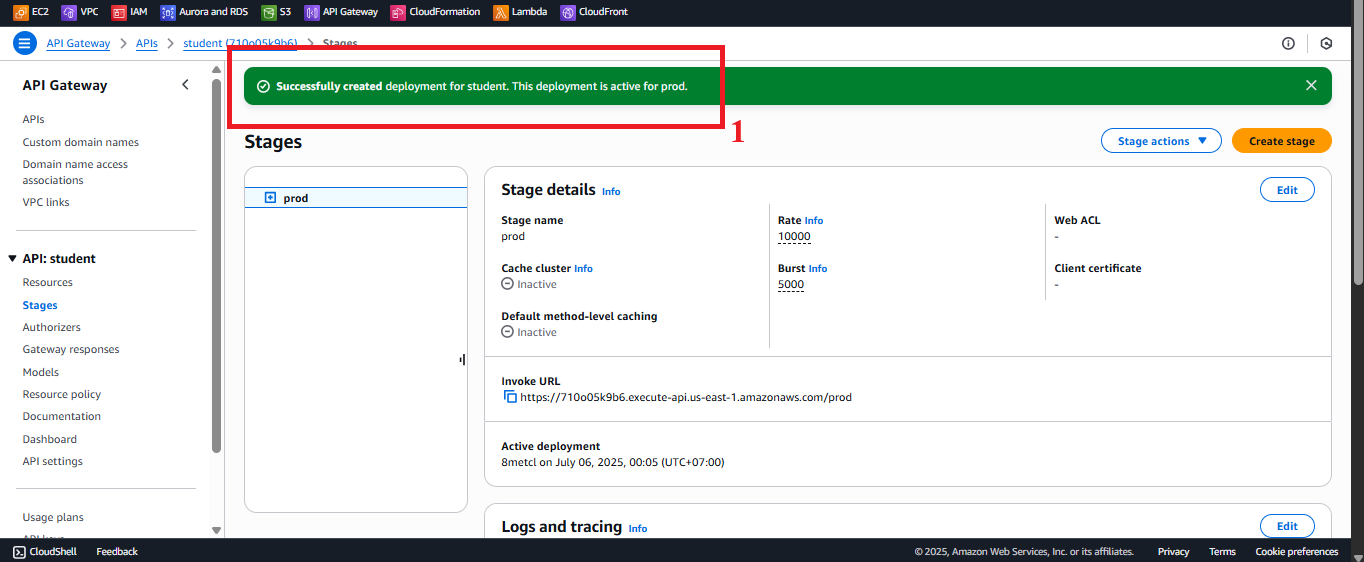 EC2 VPC IAM Aurora and RDS S3 API Gateway CloudFormation Lambda CloudFront
API Gateway > APIs > student (710o05k9b6) > Stages
API Gateway
APIs
Custom domain names
Domain name access
associations
VPC links
API: student
Resources
Stages
Authorizers
Gateway responses
Models
Resource policy
Documentation
Dashboard
API settings
Usage plans
API keys
Successfully created deployment for student. This deployment is active for prod.
1
Stages
Stage actions
Create stage
prod
Stage details Info
Edit
Stage name
prod
Rate Info
10000
Web ACL
-
Cache cluster Info
Inactive
Burst Info
5000
Client certificate
-
Default method-level caching
Inactive
Invoke URL
https://710o05k9b6.execute-api.us-east-1.amazonaws.com/prod
Active deployment
8metcl on July 06, 2025, 00:05 (UTC+07:00)
Logs and tracing Info
Edit
CloudShell Feedback © 2025, Amazon Web Services, Inc. or its affiliates. Privacy Terms Cookie preferences